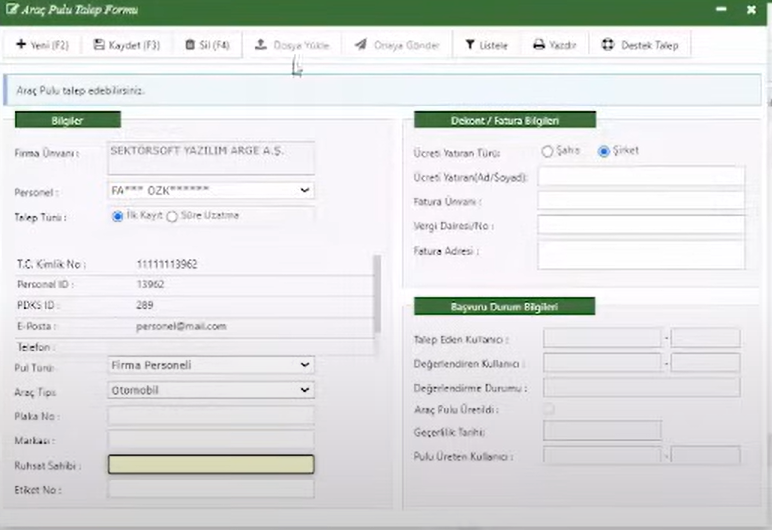 Araç Pulu Talep Formu
Yeni (F2) Kaydet (F3) Sil (F4) Dosya Yükle Onaya Gönder Listele Yazdır Destek Talep
Araç Pulu talep edebilirsiniz.
Bilgiler
Firma Ünvanı : SEKTÖRSOFT YAZILIM ARGE A.Ş.
Personel : FA*** OZK******
Talep Türü : İlk Kayıt Süre Uzatma
T.C. Kimlik No : 11111113962
Personel ID : 13962
PDKS ID : 289
E-Posta : personel@mail.com
Telefon :
Pul Türü: Firma Personeli
Araç Tipi: Otomobil
Plaka No :
Markası :
Ruhsat Sahibi :
Etiket No :
Dekont / Fatura Bilgileri
Ücreti Yatıran Türü: Şahıs Şirket
Ücreti Yatıran(Ad/Soyad):
Fatura Ünvanı :
Vergi Dairesi/No :
Fatura Adresi :
Başvuru Durum Bilgileri
Talep Eden Kullanıcı : -
Değerlendiren Kullanıcı : -
Değerlendirme Durumu :
Araç Pulu Üretildi :
Geçerlilik Tarihi:
Pulu Üreten Kullanıcı : -